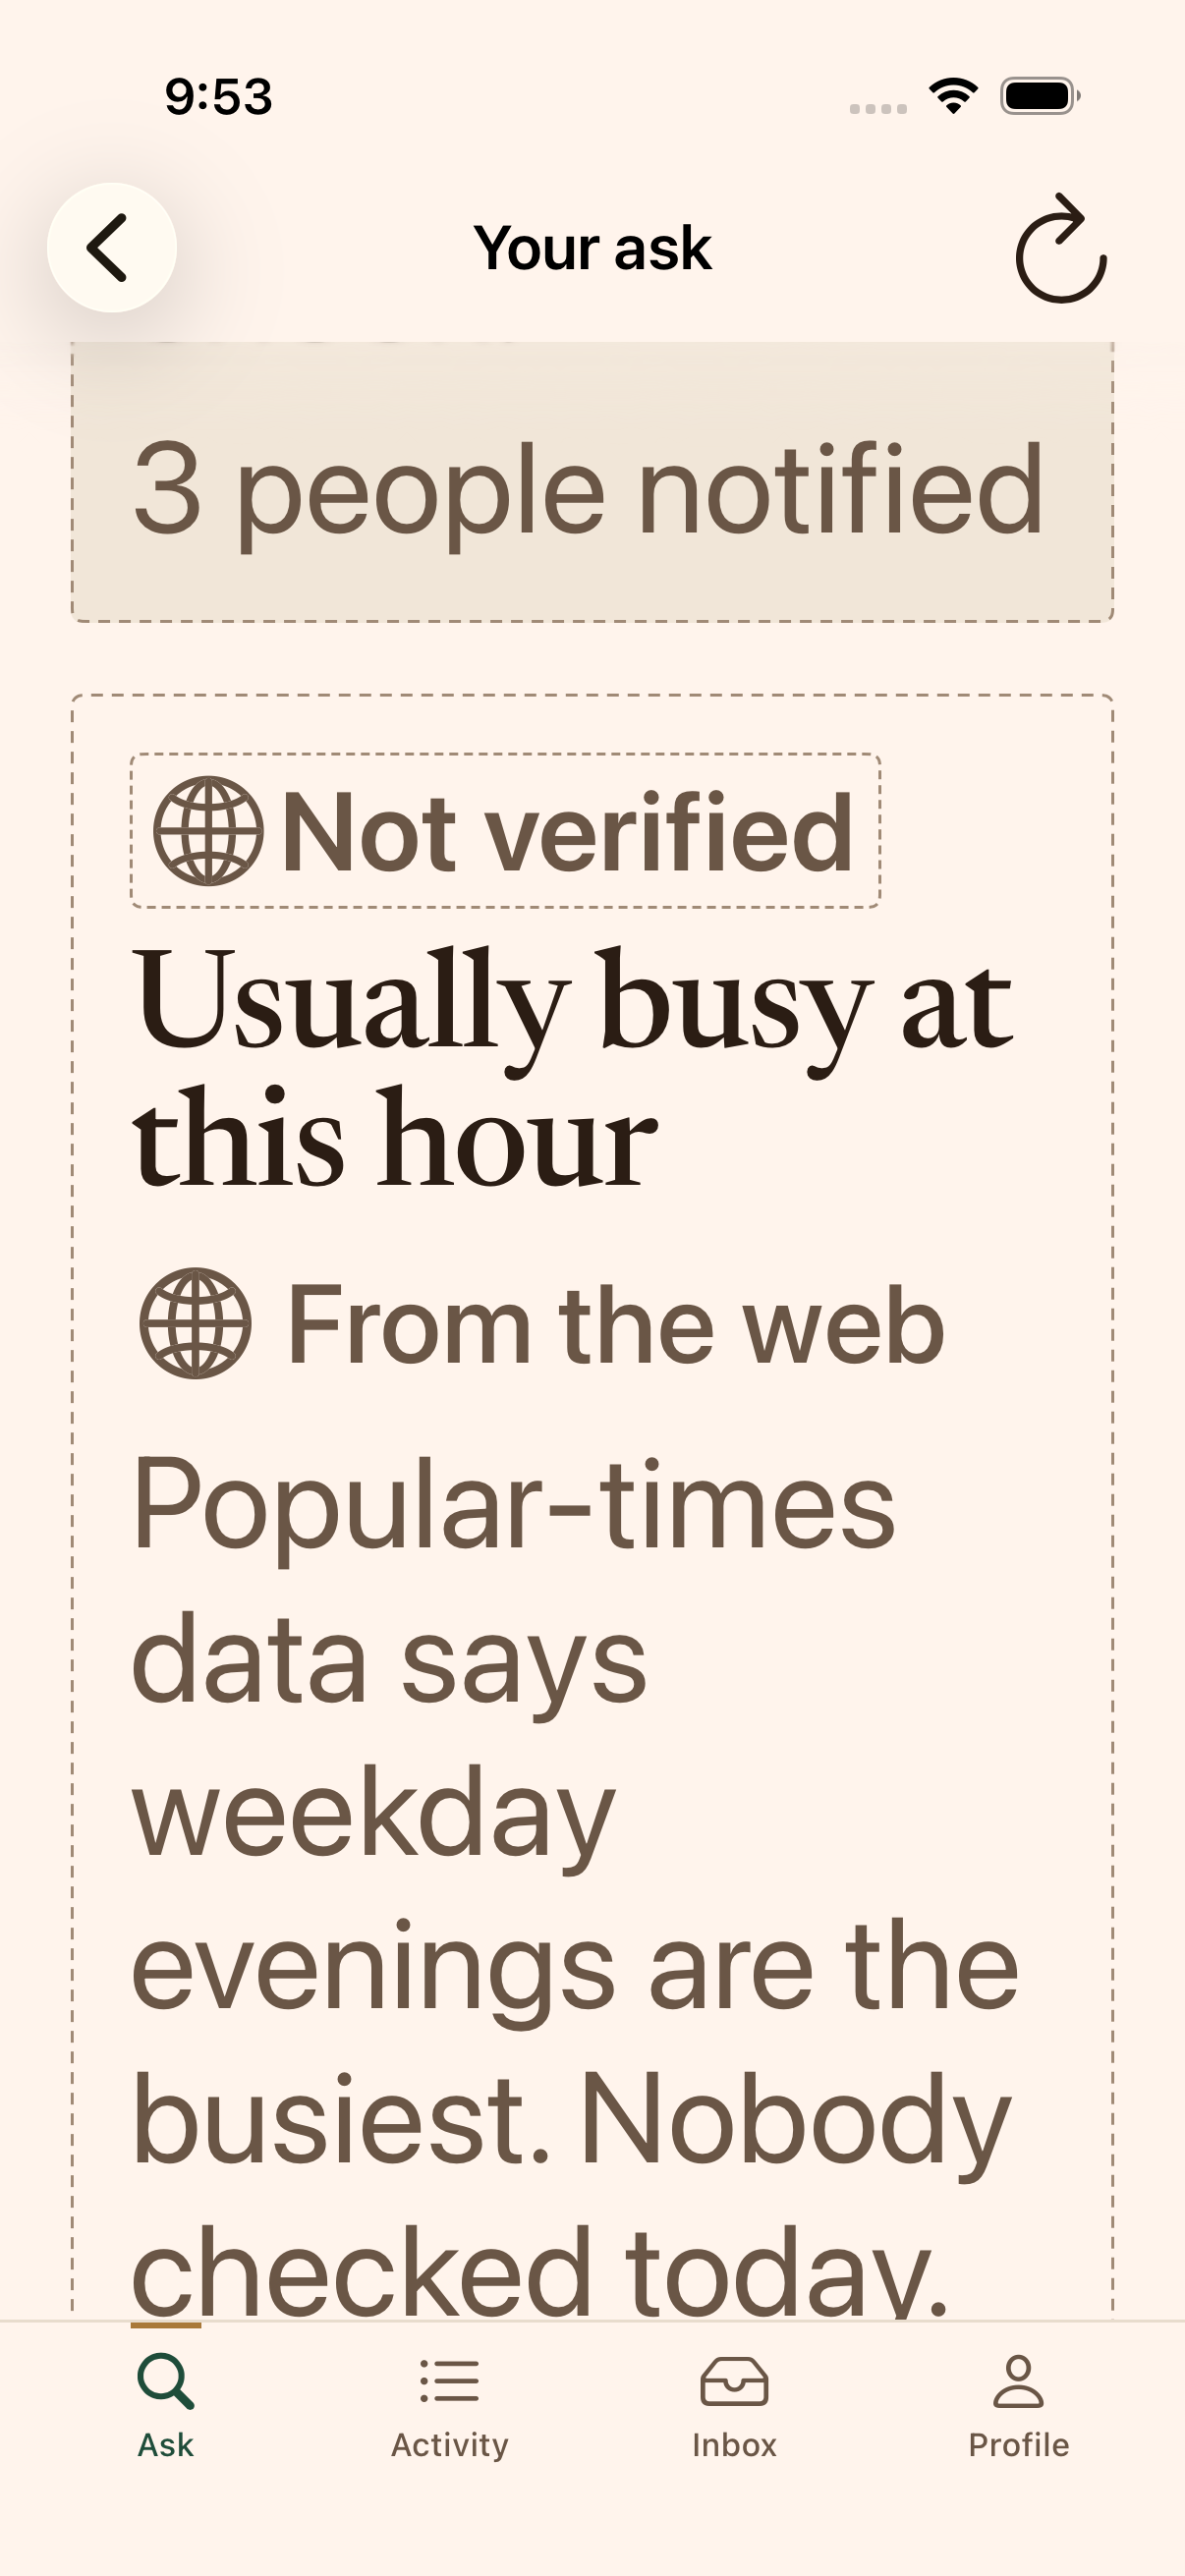 9:53
Your ask
3 people notified
Not verified
Usually busy at
this hour
From the web
Popular-times
data says
weekday
evenings are the
busiest. Nobody
checked today.
Ask
Activity
Inbox
Profile